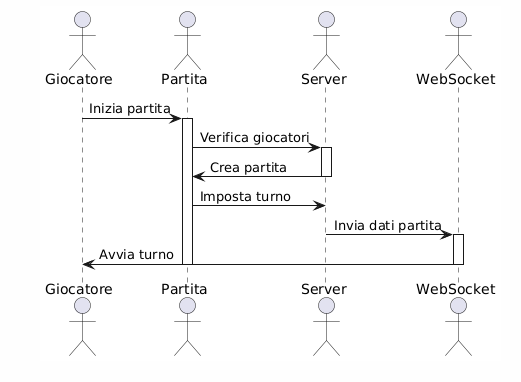 Giocatore Partita Server WebSocket
Inizia partita
Verifica giocatori
Crea partita
Imposta turno
Invia dati partita
Avvia turno
Giocatore Partita Server WebSocket